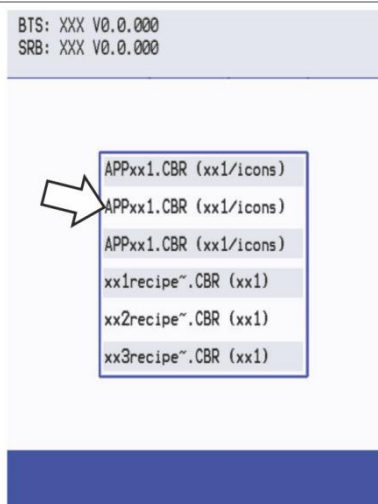 BTS: XXX V0.0.000
SRB: XXX V0.0.000
APPxx1.CBR (xx1/icons)
APPxx1.CBR (xx1/icons)
APPxx1.CBR (xx1/icons)
xx1recipe~.CBR (xx1)
xx2recipe~.CBR (xx1)
xx3recipe~.CBR (xx1)